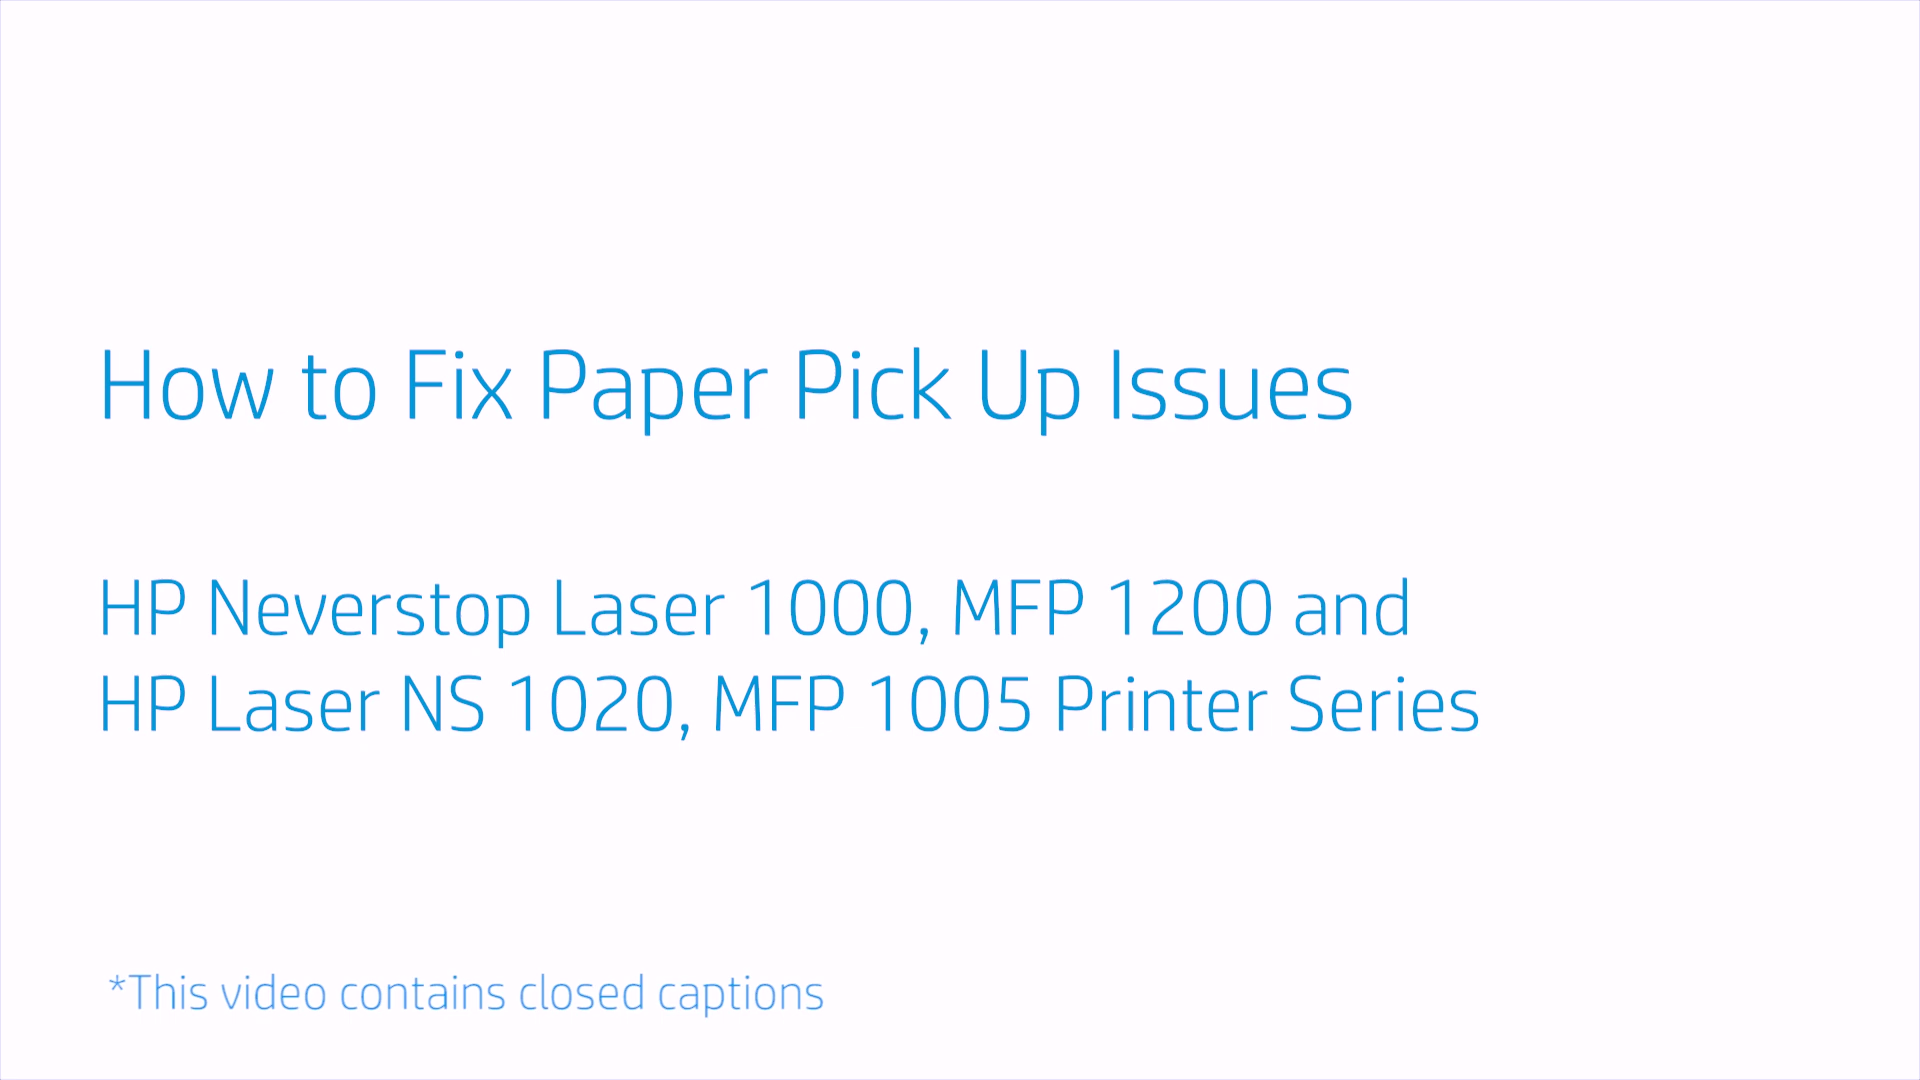 How to Fix Paper Pick Up Issues
HP Neverstop Laser 1000, MFP 1200 and
HP Laser NS 1020, MFP 1005 Printer Series
*This video contains closed captions